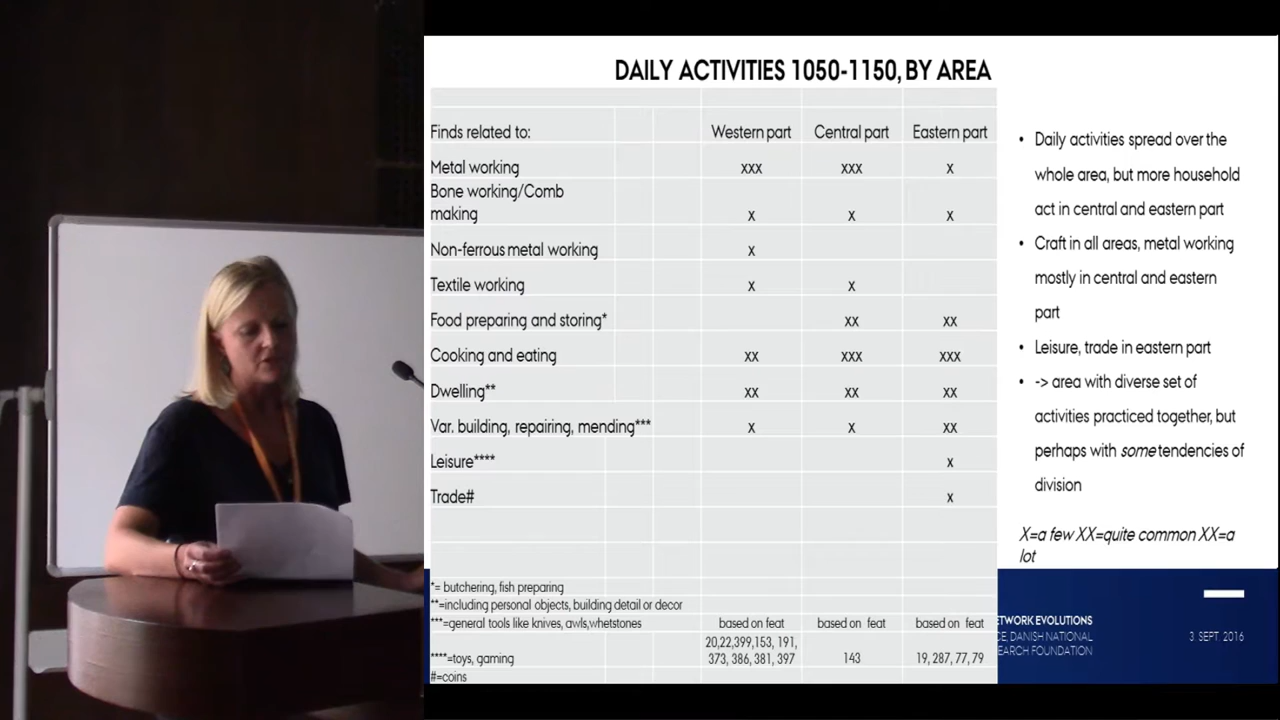 DAILY ACTIVITIES 1050-1150, BY AREA
Finds related to: Western part Central part Eastern part
Metal working xxx xxx x
Bone working/Comb
making x x x
Non-ferrous metal working x
Textile working x x
Food preparing and storing* xx xx
Cooking and eating xx xxx xxx
Dwelling** xx xx xx
Var. building, repairing, mending*** x x xx
Leisure**** x
Trade# x
*= butchering, fish preparing
**=including personal objects, building detail or decor
***=general tools like knives, awls,whetstones based on feat based on feat based on feat
20,22,399,153, 191,
****=toys, gaming 373, 386, 381, 397 143 19, 287, 77, 79
#=coins
• Daily activities spread over the
whole area, but more household
act in central and eastern part
• Craft in all areas, metal working
mostly in central and eastern
part
• Leisure, trade in eastern part
• -> area with diverse set of
activities practiced together, but
perhaps with some tendencies of
division
X=a few XX=quite common XX=a
lot
ETWORK EVOLUTIONS
CE, DANISH NATIONAL
EARCH FOUNDATION
3 SEPT. 2016